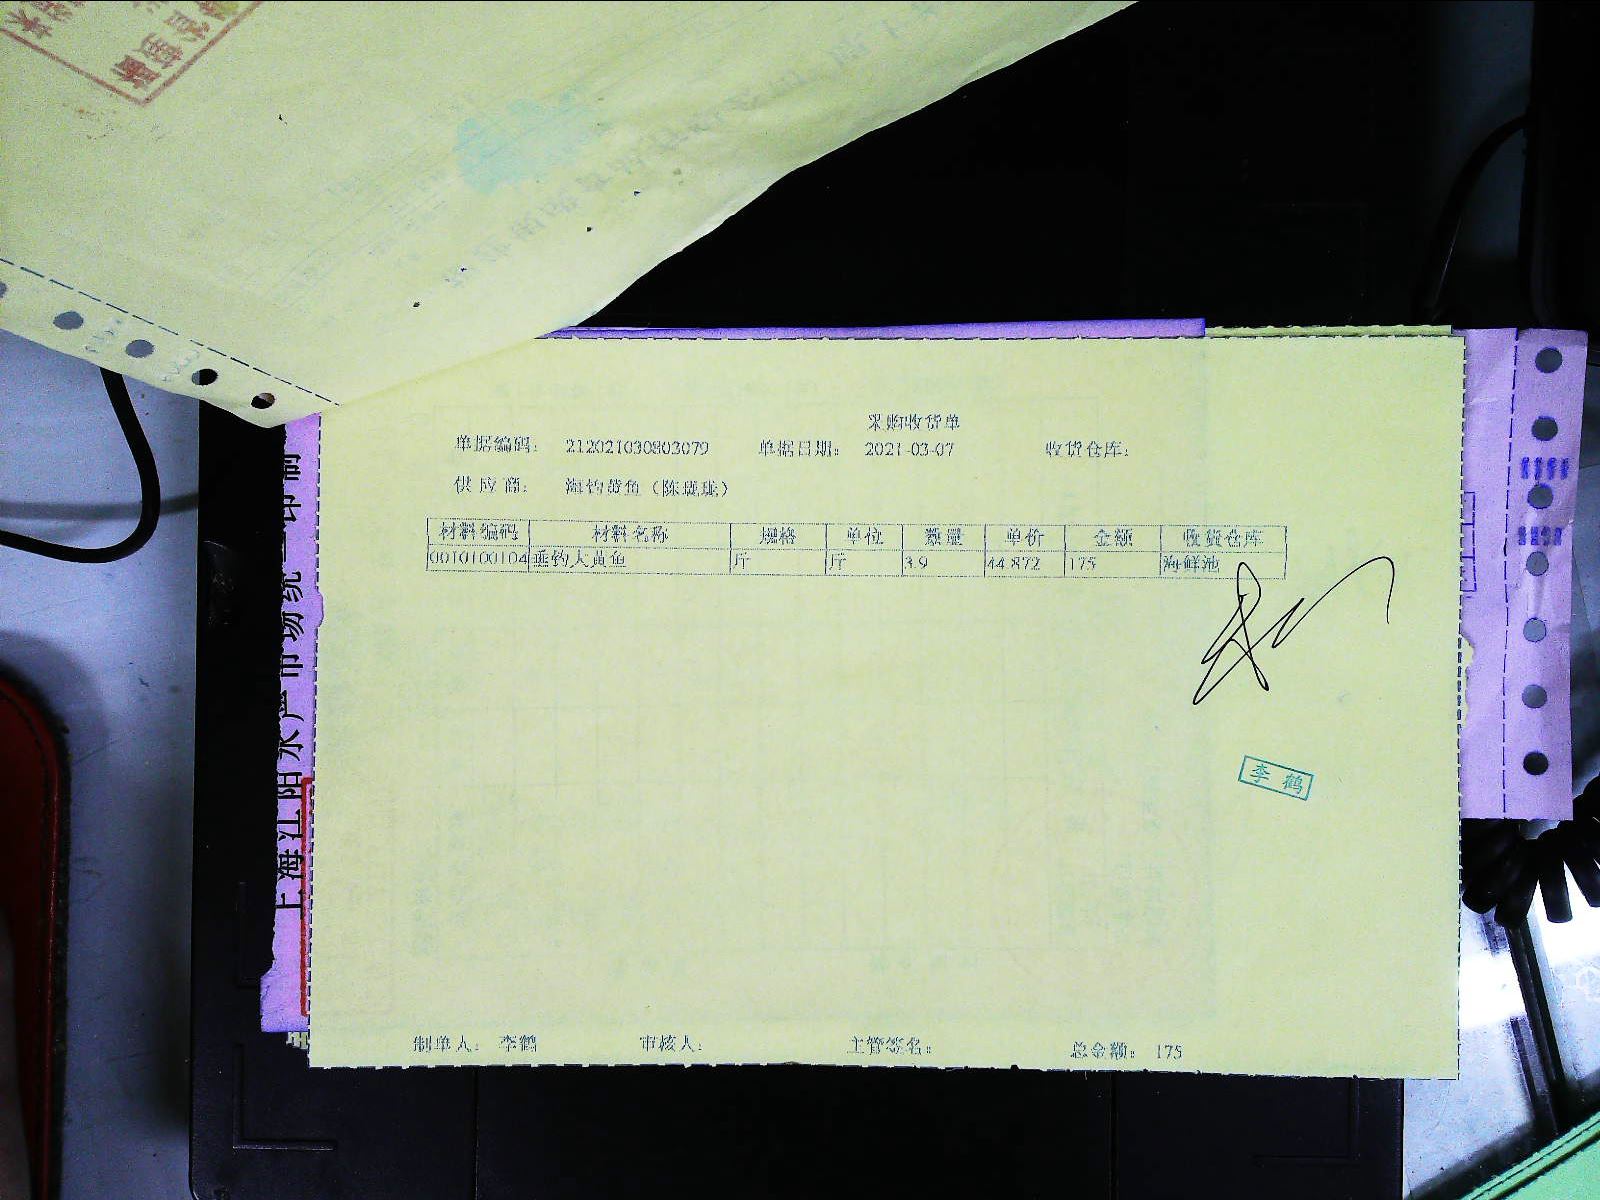 采购收货单
单据编码： 212021030803079 单据日期： 2021-03-07 收货仓库：
供应商： 海钓黄鱼（陈珑珑）
材料编码 材料名称 规格 单位 数量 单价 金额 收货仓库
0010100104 垂钓大黄鱼 斤 斤 3.9 44.872 175 海鲜池
李鹤
制单人： 李鹤 审核人： 主管签名： 总金额： 175
上海江阳水产市场统一印制